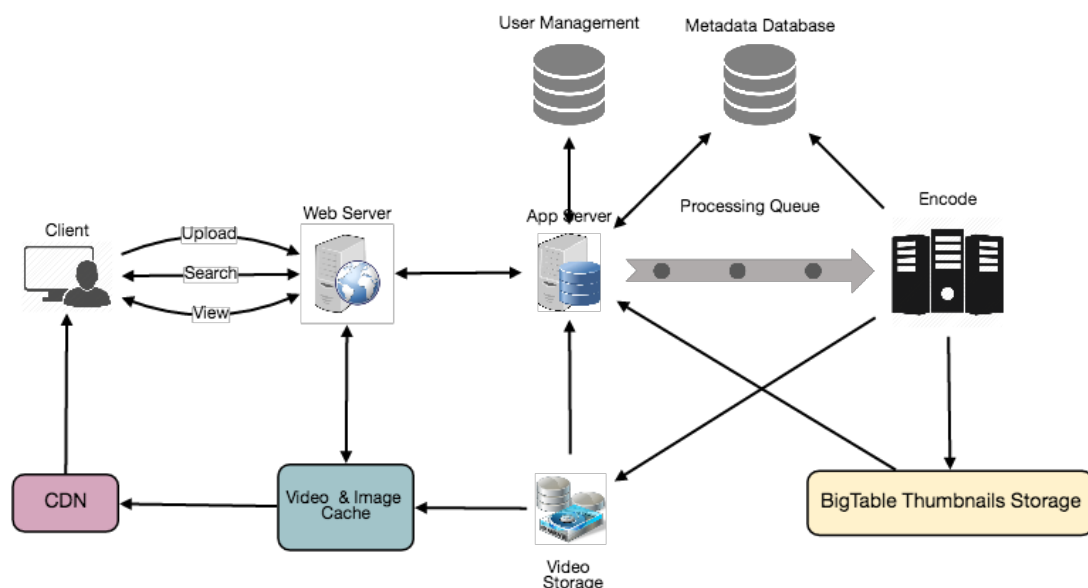 User Management
Metadata Database
Client
Upload
Search
View
Web Server
App Server
Processing Queue
Encode
CDN
Video & Image
Cache
Video
Storage
BigTable Thumbnails Storage